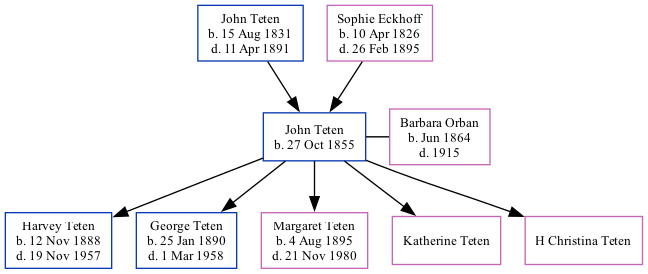 John Teten
b. 15 Aug 1831
d. 11 Apr 1891
Sophie Eckhoff
b. 10 Apr 1826
d. 26 Feb 1895
John Teten
b. 27 Oct 1855
Barbara Orban
b. Jun 1864
d. 1915
Harvey Teten
b. 12 Nov 1888
d. 19 Nov 1957
George Teten
b. 25 Jan 1890
d. 1 Mar 1958
Margaret Teten
b. 4 Aug 1895
d. 21 Nov 1980
Katherine Teten
H Christina Teten